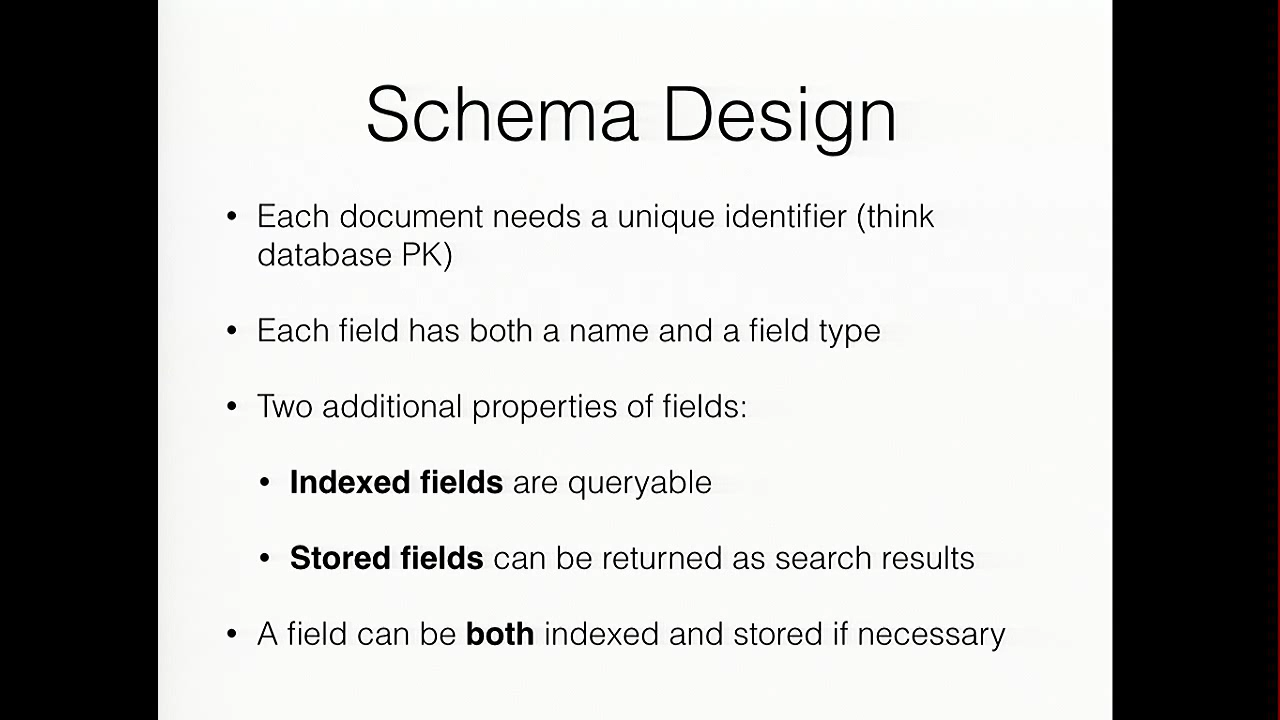 Schema Design
• Each document needs a unique identifier (think
database PK)
• Each field has both a name and a field type
• Two additional properties of fields:
• Indexed fields are queryable
• Stored fields can be returned as search results
• A field can be both indexed and stored if necessary